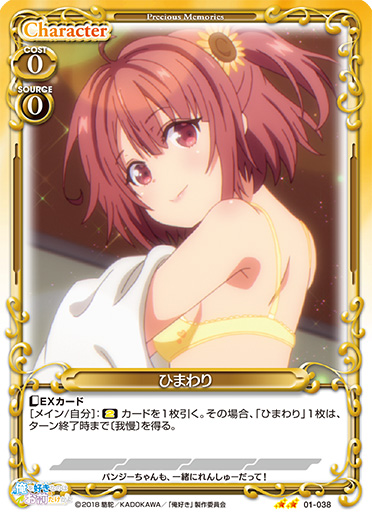 Precious Memories
Character
COST
0
SOURCE
0
ひまわり
EXカード
[メイン/自分]: カードを1枚引く。その場合、「ひまわり」1枚は、
ターン終了時まで〔我慢〕を得る。
パンジーちゃんも、一緒にれんしゅーだって!
©2018 駱駝/KADOKAWA/「俺好き」製作委員会
01-038